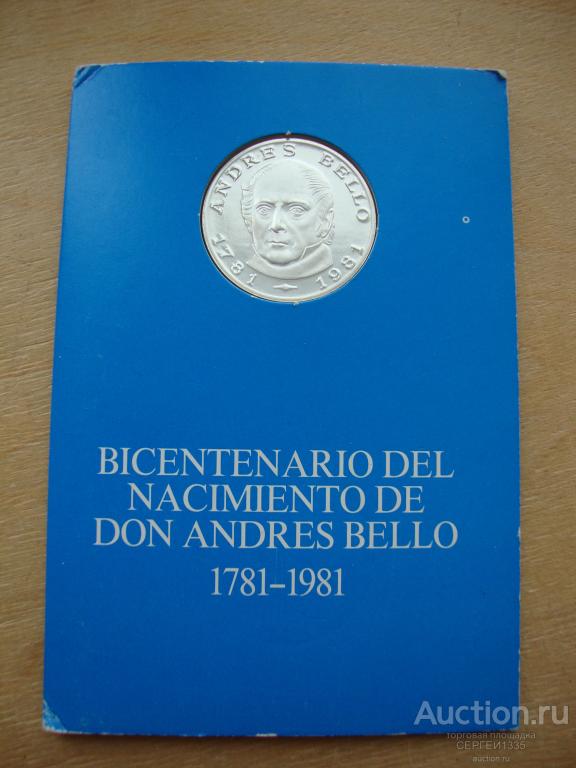 ANDRES BELLO
1781 – 1981
BICENTENARIO DEL
NACIMIENTO DE
DON ANDRES BELLO
1781–1981
Auction.ru
торговая площадка
СЕРГЕЙ1335
auction.ru